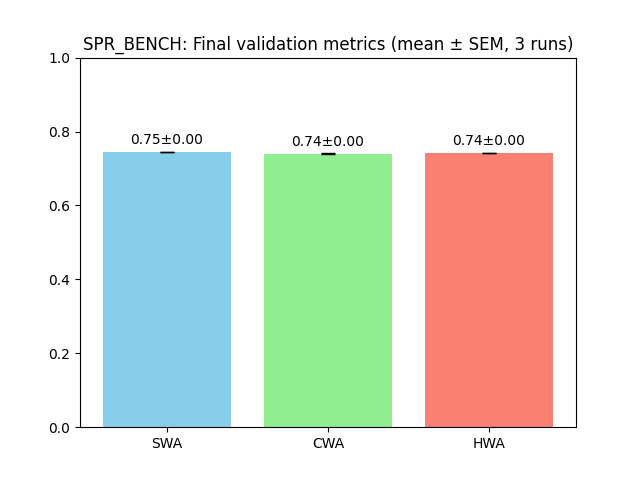 SPR_BENCH: Final validation metrics (mean ± SEM, 3 runs)
1.0
0.8
0.6
0.4
0.2
0.0
0.75±0.00
0.74±0.00
0.74±0.00
SWA
CWA
HWA